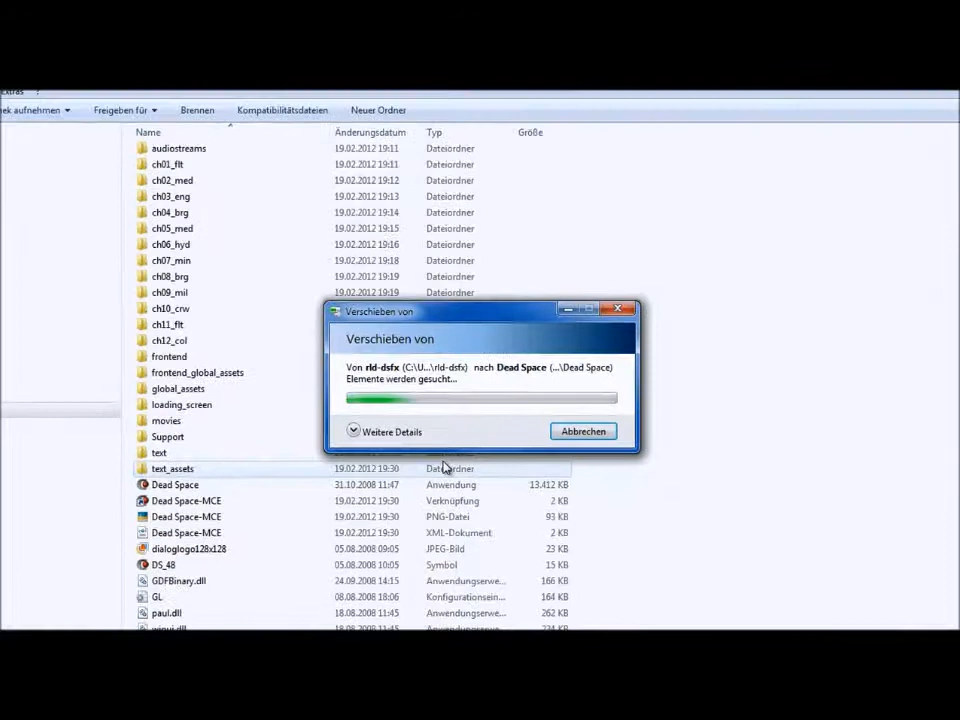 Extras ?
ek aufnehmen Freigeben für Brennen Kompatibilitätsdateien Neuer Ordner
Name Änderungsdatum Typ Größe
audiostreams 19.02.2012 19:11 Dateiordner
ch01_flt 19.02.2012 19:11 Dateiordner
ch02_med 19.02.2012 19:12 Dateiordner
ch03_eng 19.02.2012 19:13 Dateiordner
ch04_brg 19.02.2012 19:14 Dateiordner
ch05_med 19.02.2012 19:15 Dateiordner
ch06_hyd 19.02.2012 19:16 Dateiordner
ch07_min 19.02.2012 19:18 Dateiordner
ch08_brg 19.02.2012 19:19 Dateiordner
ch09_mil 19.02.2012 19:19 Dateiordner
ch10_crw
ch11_flt
ch12_col
frontend
frontend_global_assets
global_assets
loading_screen
movies
Support
text
Verschieben von
Verschieben von
Von rld-dsfx (C:\U...\rld-dsfx) nach Dead Space (...\Dead Space)
Elemente werden gesucht...
Weitere Details Abbrechen
text_assets 19.02.2012 19:30 Dateiordner
Dead Space 31.10.2008 11:47 Anwendung 13.412 KB
Dead Space-MCE 19.02.2012 19:30 Verknüpfung 2 KB
Dead Space-MCE 19.02.2012 19:30 PNG-Datei 93 KB
Dead Space-MCE 19.02.2012 19:30 XML-Dokument 2 KB
dialoglogo128x128 05.08.2008 09:05 JPEG-Bild 23 KB
DS_48 05.08.2008 10:05 Symbol 15 KB
GDFBinary.dll 24.09.2008 14:15 Anwendungserwe... 166 KB
GL 08.08.2008 18:06 Konfigurationsein... 164 KB
paul.dll 18.08.2008 11:45 Anwendungserwe... 262 KB
18.08.2008 11:45 Anwendungserwe... 234 KB